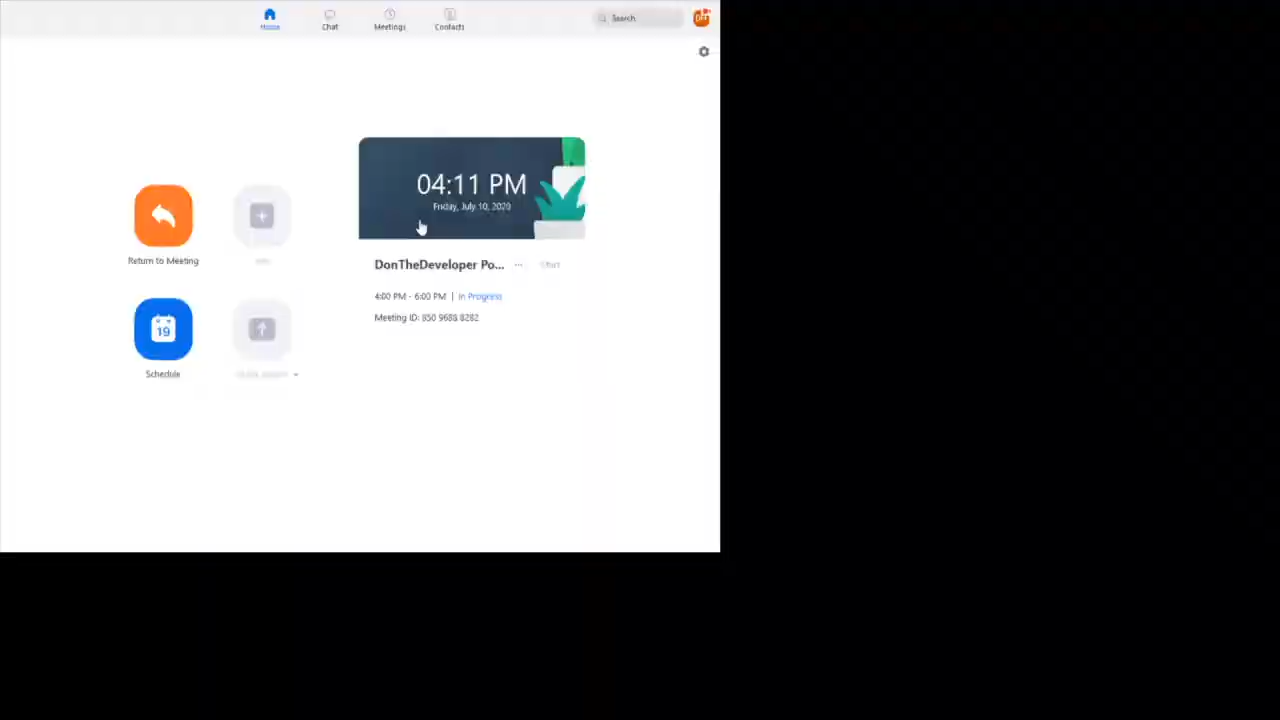 Home
Chat
Meetings
Contacts
Search
04:11 PM
Friday, July 10, 2020
Return to Meeting
DonTheDeveloper Po... ... Start
4:00 PM - 6:00 PM | In Progress
Meeting ID: 850 9688 8282
19
Schedule